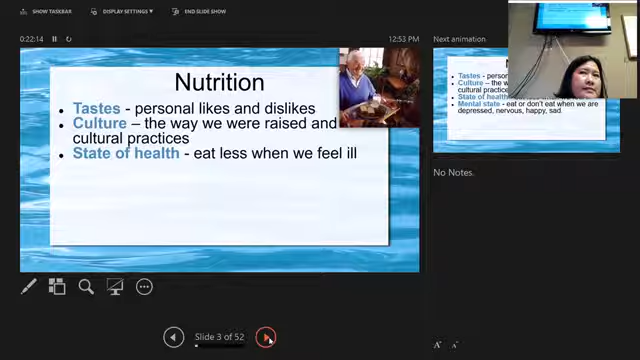 SHOW TASKBAR
DISPLAY SETTINGS ▼
END SLIDE SHOW
0:22:14
12:53 PM
Nutrition
• Tastes - personal likes and dislikes
• Culture – the way we were raised and
cultural practices
• State of health - eat less when we feel ill
Slide 3 of 52
Next animation
N
• Tastes - person
• Culture – the w
cultural practices
• State of health
• Mental state - eat or don't eat when we are
depressed, nervous, happy, sad.
No Notes.
A
A